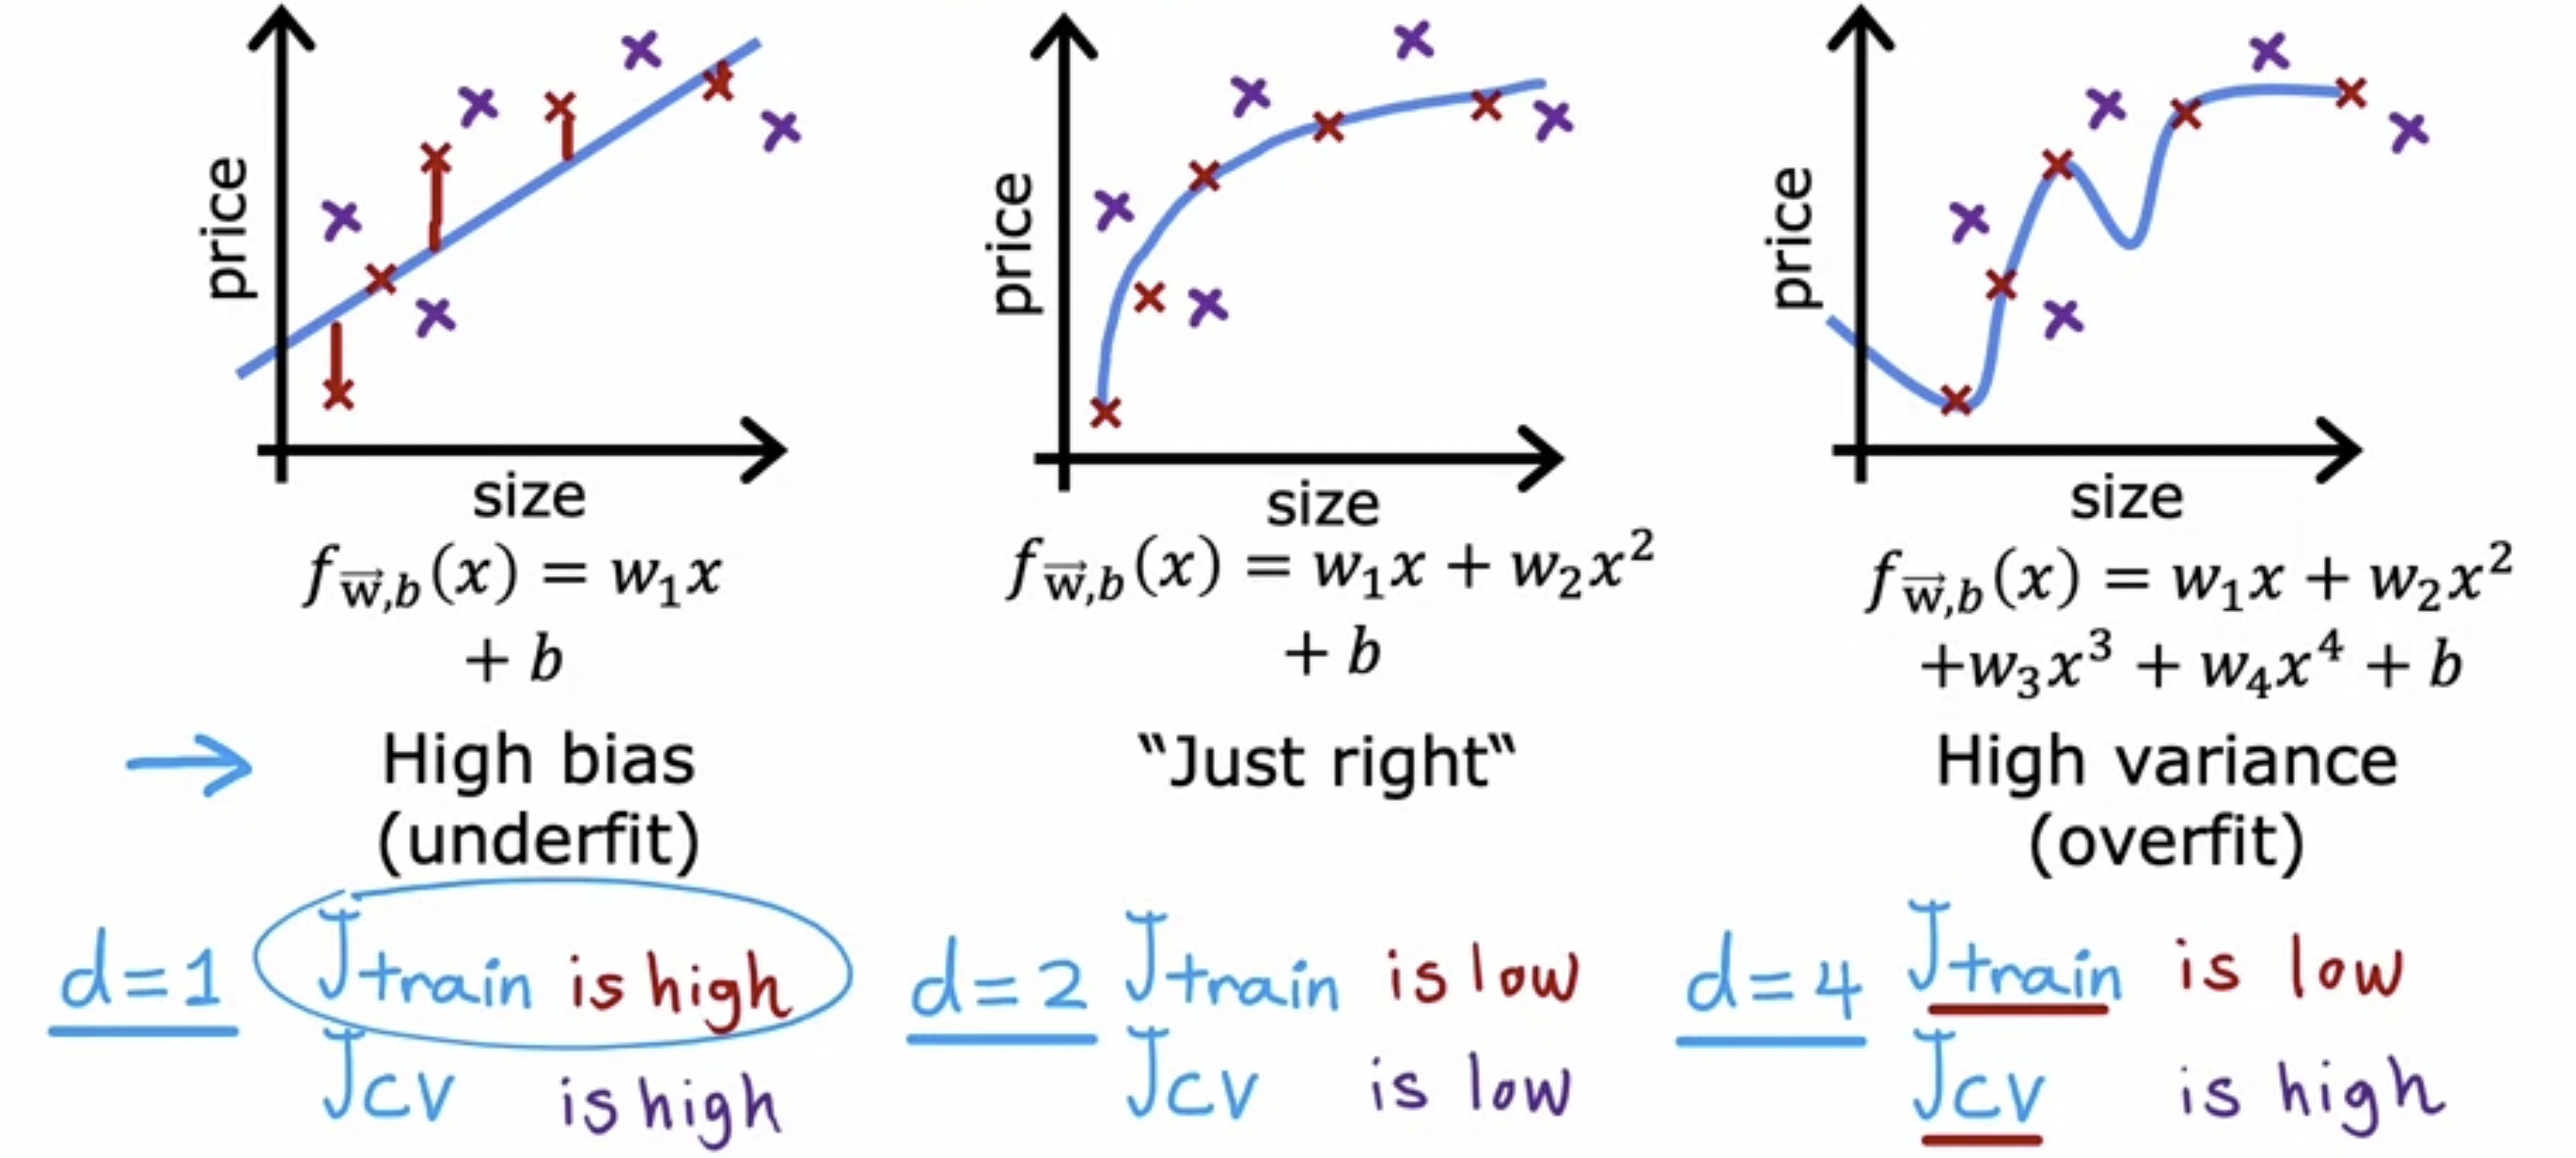 price
size
f_{w⃗,b}(x) = w₁x
+ b
High bias
(underfit)
d=1 Jtrain is high
Jcv is high
price
size
f_{w⃗,b}(x) = w₁x + w₂x²
+ b
“Just right“
d=2 Jtrain is low
Jcv is low
price
size
f_{w⃗,b}(x) = w₁x + w₂x²
+w₃x³ + w₄x⁴ + b
High variance
(overfit)
d=4 Jtrain is low
Jcv is high